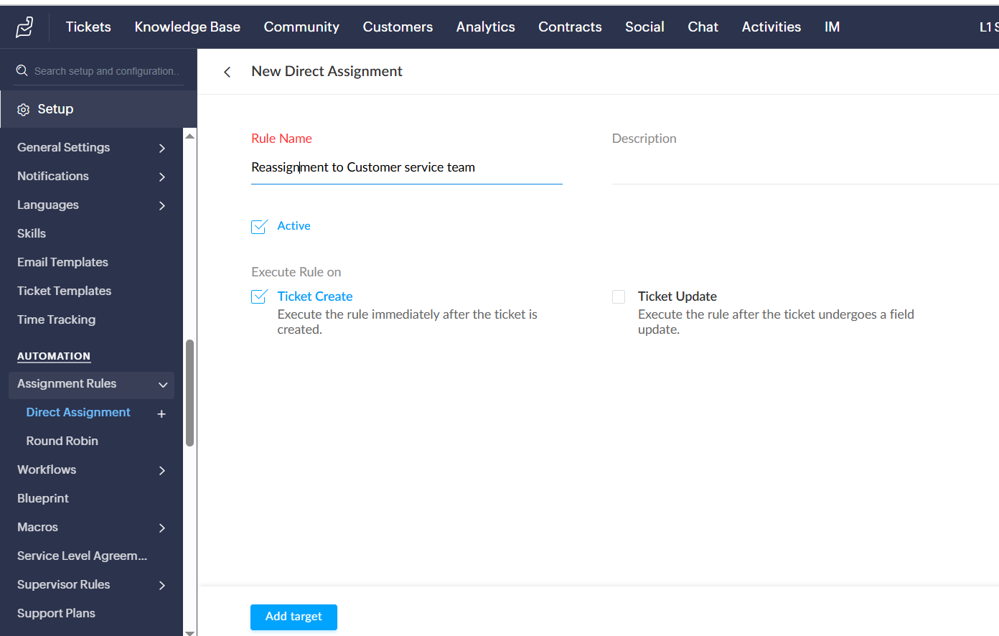 Tickets Knowledge Base Community Customers Analytics Contracts Social Chat Activities IM L1
Search setup and configuration..
New Direct Assignment
Setup
General Settings
Notifications
Languages
Skills
Email Templates
Ticket Templates
Time Tracking
AUTOMATION
Assignment Rules
Direct Assignment
Round Robin
Workflows
Blueprint
Macros
Service Level Agreem...
Supervisor Rules
Support Plans
Rule Name
Reassignment to Customer service team
Description
Active
Execute Rule on
Ticket Create
Execute the rule immediately after the ticket is
created.
Ticket Update
Execute the rule after the ticket undergoes a field
update.
Add target